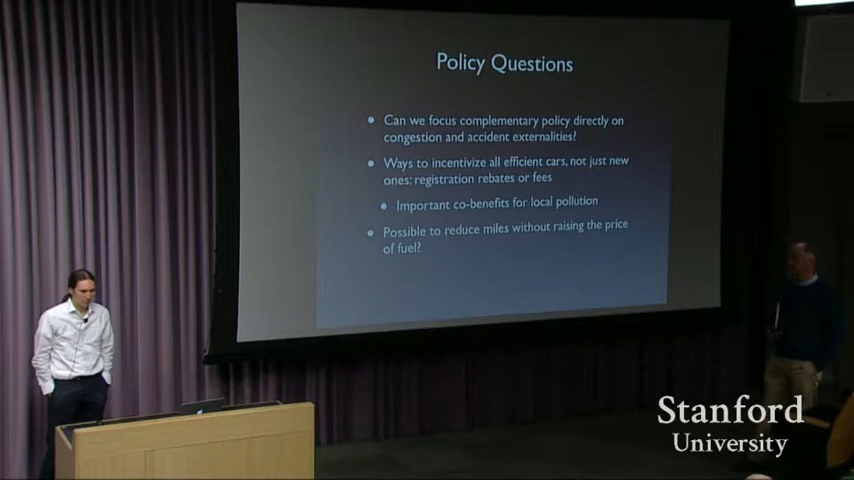 Policy Questions
Can we focus complementary policy directly on
congestion and accident externalities?
Ways to incentivize all efficient cars, not just new
ones: registration rebates or fees
Important co-benefits for local pollution
Possible to reduce miles without raising the price
of fuel?
Stanford
University